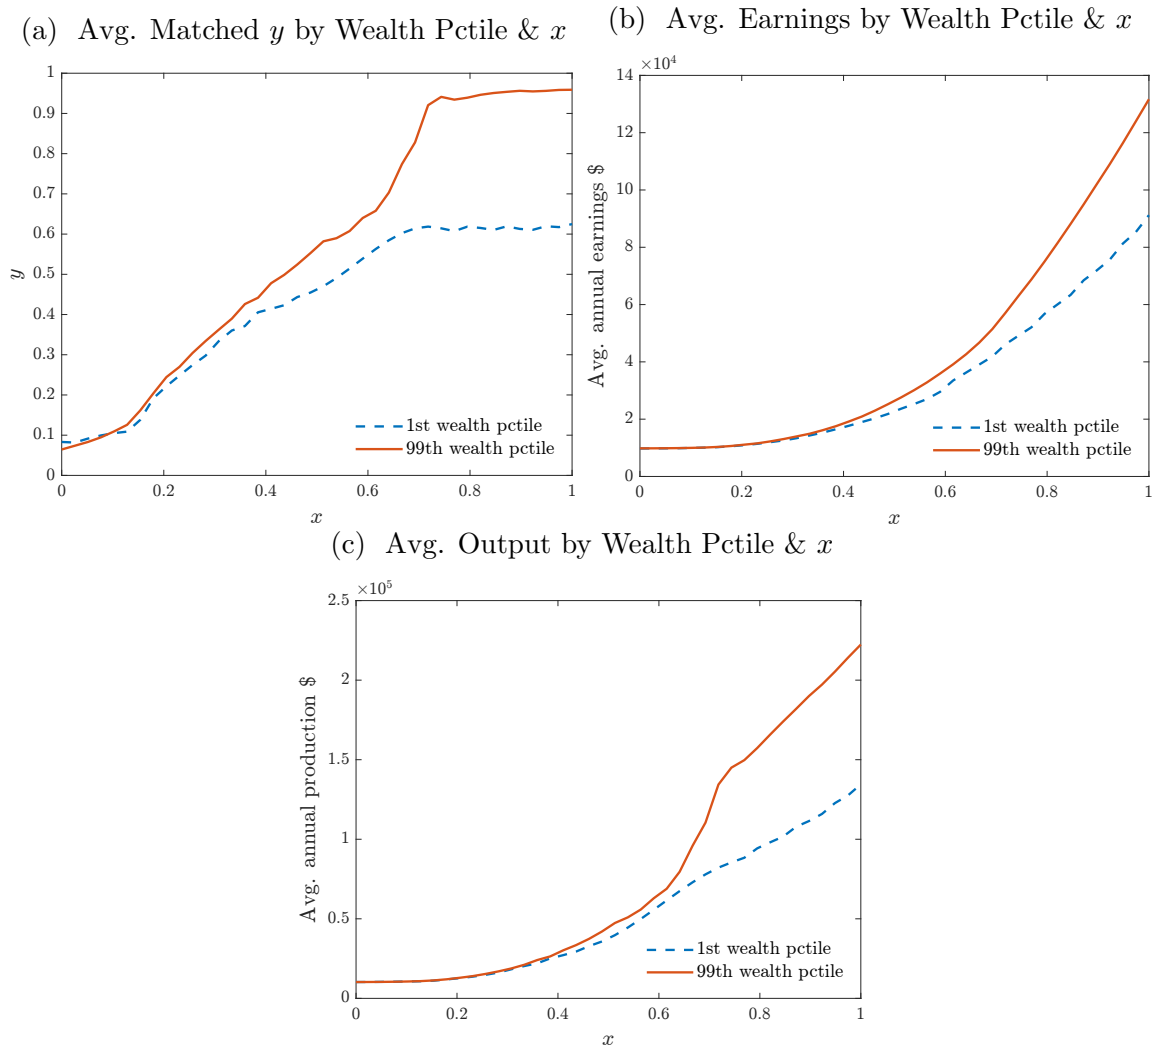 (a) Avg. Matched y by Wealth Pctile & x
1
0.9
0.8
0.7
0.6
0.5
0.4
0.3
0.2
0.1
0
y
0 0.2 0.4 0.6 0.8 1
x
1st wealth pctile
99th wealth pctile
(b) Avg. Earnings by Wealth Pctile & x
×10⁴
14
12
10
8
6
4
2
0
Avg. annual earnings $
0 0.2 0.4 0.6 0.8 1
x
1st wealth pctile
99th wealth pctile
(c) Avg. Output by Wealth Pctile & x
×10⁵
2.5
2
1.5
1
0.5
0
Avg. annual production $
0 0.2 0.4 0.6 0.8 1
x
1st wealth pctile
99th wealth pctile